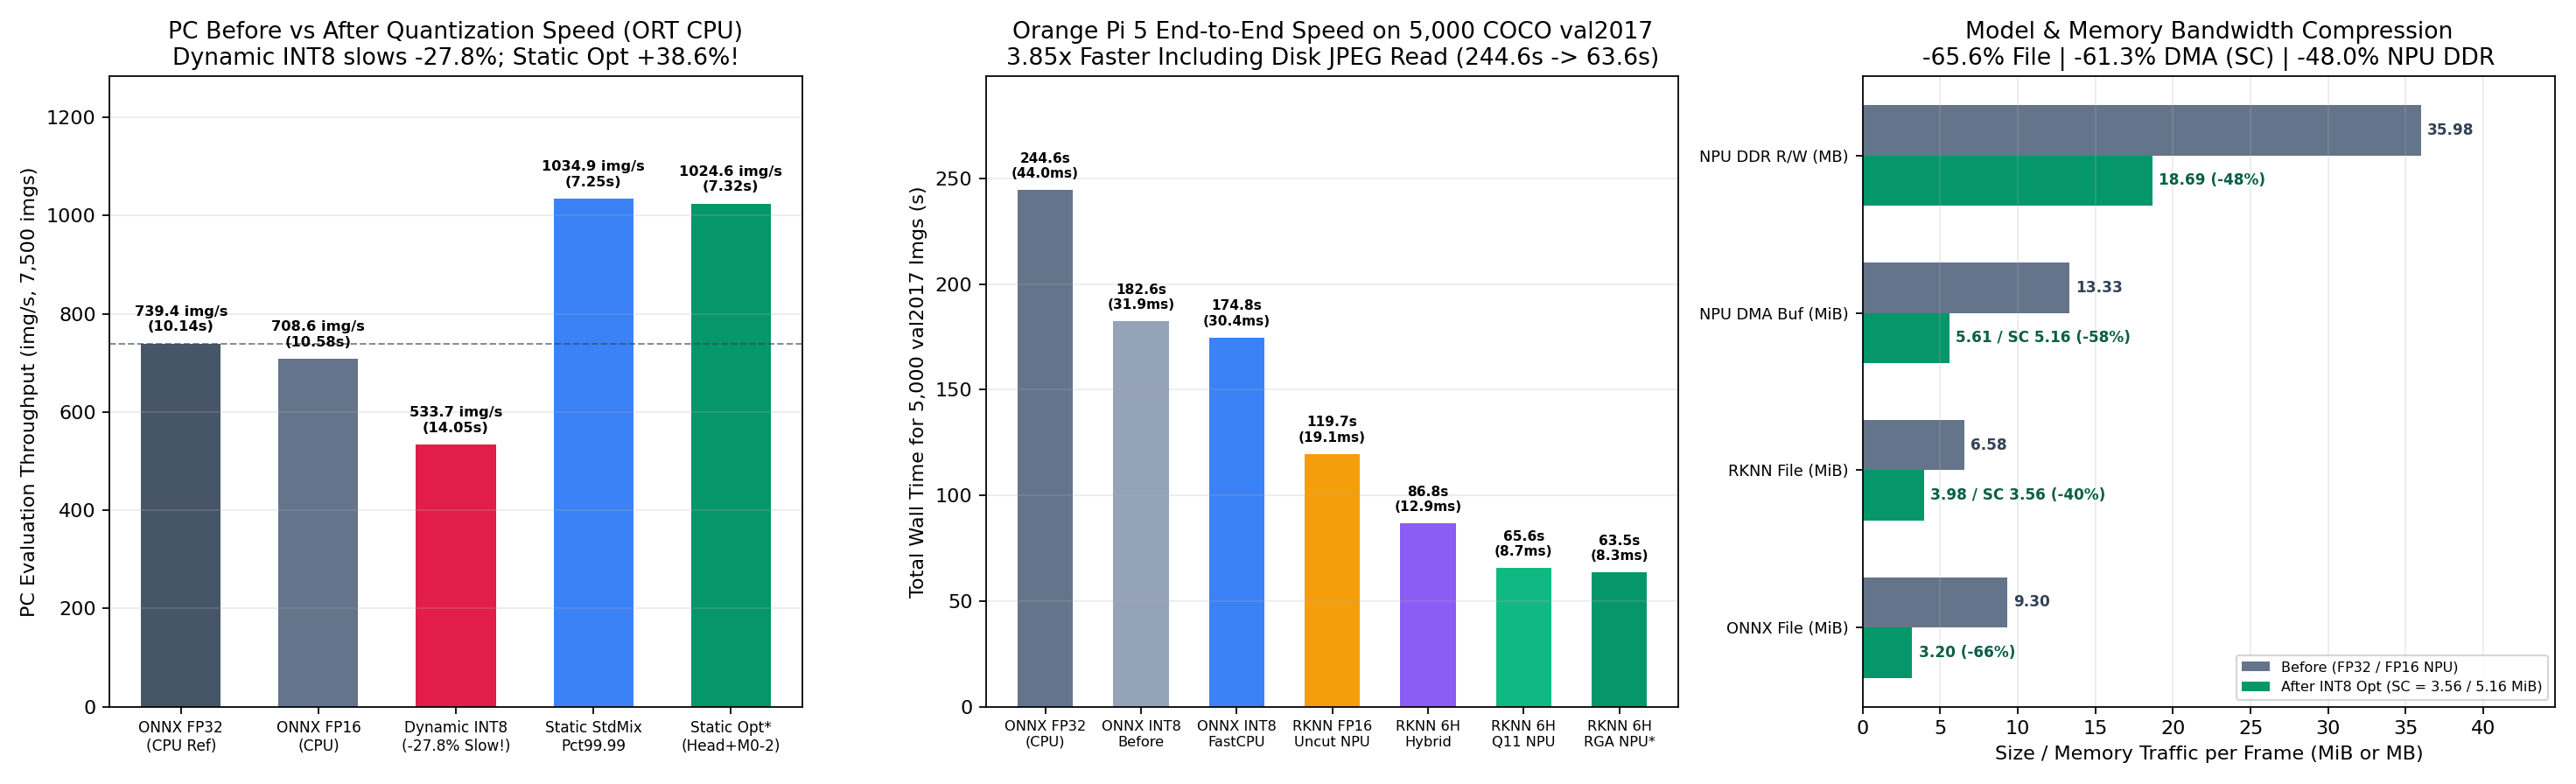 PC Before vs After Quantization Speed (ORT CPU)
Dynamic INT8 slows -27.8%; Static Opt +38.6%!
PC Evaluation Throughput (img/s, 7,500 imgs)
1200
1000
800
600
400
200
0
739.4 img/s
(10.14s)
708.6 img/s
(10.58s)
533.7 img/s
(14.05s)
1034.9 img/s
(7.25s)
1024.6 img/s
(7.32s)
ONNX FP32
(CPU Ref)
ONNX FP16
(CPU)
Dynamic INT8
(-27.8% Slow!)
Static StdMix
Pct99.99
Static Opt*
(Head+M0-2)
Orange Pi 5 End-to-End Speed on 5,000 COCO val2017
3.85x Faster Including Disk JPEG Read (244.6s -> 63.6s)
Total Wall Time for 5,000 val2017 Imgs (s)
250
200
150
100
50
0
244.6s
(44.0ms)
182.6s
(31.9ms)
174.8s
(30.4ms)
119.7s
(19.1ms)
86.8s
(12.9ms)
65.6s
(8.7ms)
63.5s
(8.3ms)
ONNX FP32
(CPU)
ONNX INT8
Before
ONNX INT8
FastCPU
RKNN FP16
Uncut NPU
RKNN 6H
Hybrid
RKNN 6H
Q11 NPU
RKNN 6H
RGA NPU*
Model & Memory Bandwidth Compression
-65.6% File | -61.3% DMA (SC) | -48.0% NPU DDR
NPU DDR R/W (MB)
35.98
18.69 (-48%)
NPU DMA Buf (MiB)
13.33
5.61 / SC 5.16 (-58%)
RKNN File (MiB)
6.58
3.98 / SC 3.56 (-40%)
ONNX File (MiB)
9.30
3.20 (-66%)
Before (FP32 / FP16 NPU)
After INT8 Opt (SC = 3.56 / 5.16 MiB)
0
5
10
15
20
25
30
35
40
Size / Memory Traffic per Frame (MiB or MB)